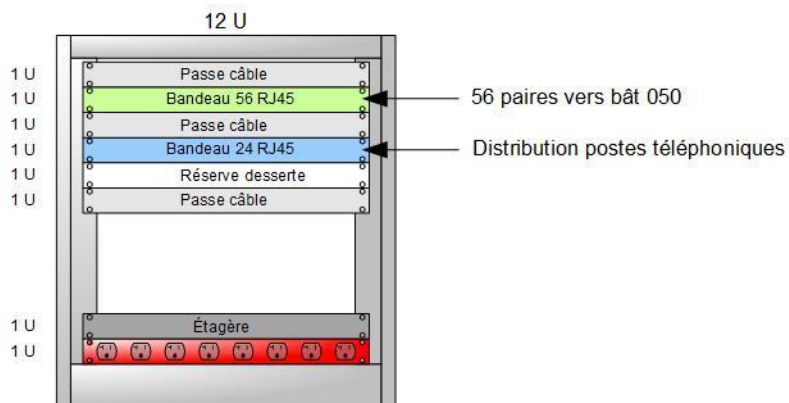 12 U
1 U Passe câble
1 U Bandeau 56 RJ45 56 paires vers bât 050
1 U Passe câble
1 U Bandeau 24 RJ45 Distribution postes téléphoniques
1 U Réserve desserte
1 U Passe câble
1 U Étagère
1 U